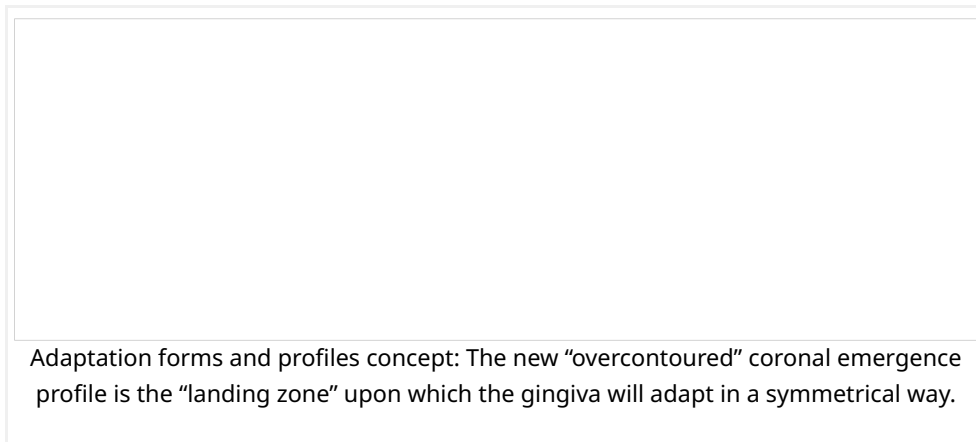 Adaptation forms and profiles concept: The new “overcontoured” coronal emergence
profile is the “landing zone” upon which the gingiva will adapt in a symmetrical way.